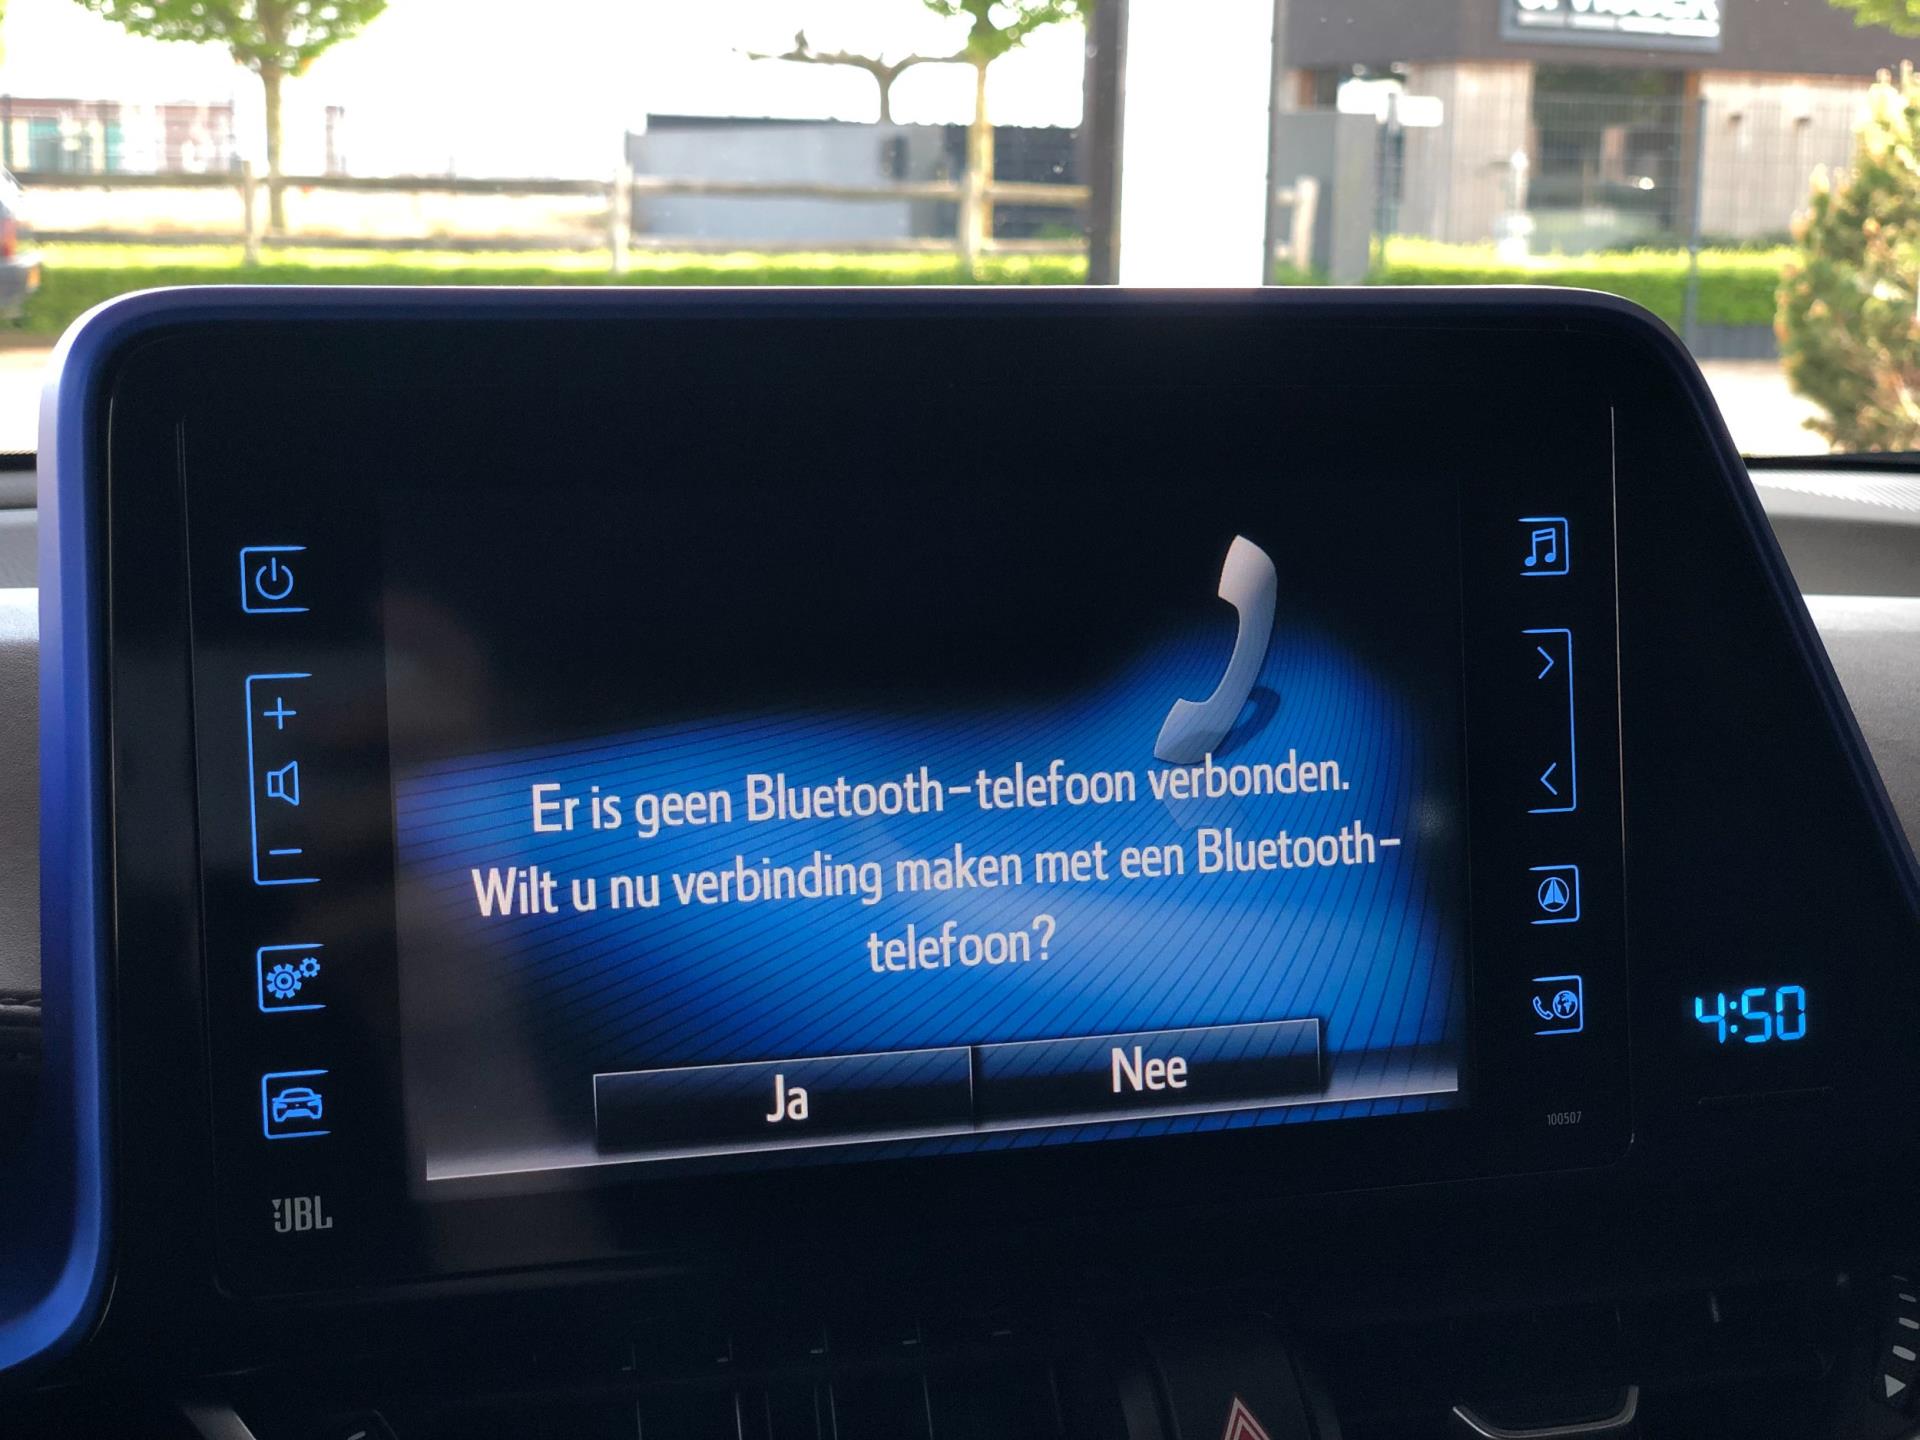 Er is geen Bluetooth-telefoon verbonden.
Wilt u nu verbinding maken met een Bluetooth-
telefoon?
Ja
Nee
4:50
100507
JBL